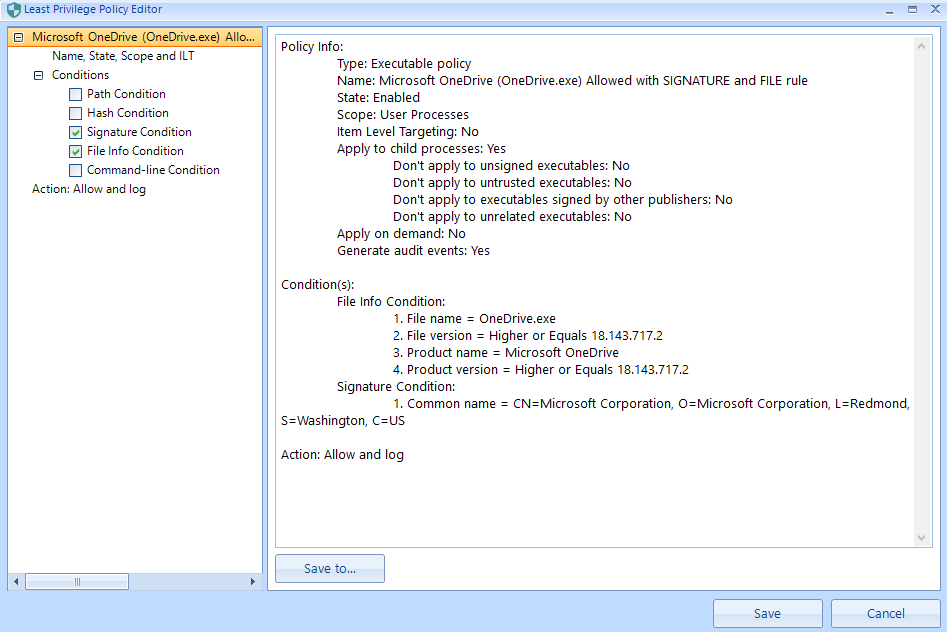 Least Privilege Policy Editor
Microsoft OneDrive (OneDrive.exe) Allo...
Name, State, Scope and ILT
Conditions
Path Condition
Hash Condition
Signature Condition
File Info Condition
Command-line Condition
Action: Allow and log
Policy Info:
Type: Executable policy
Name: Microsoft OneDrive (OneDrive.exe) Allowed with SIGNATURE and FILE rule
State: Enabled
Scope: User Processes
Item Level Targeting: No
Apply to child processes: Yes
Don't apply to unsigned executables: No
Don't apply to untrusted executables: No
Don't apply to executables signed by other publishers: No
Don't apply to unrelated executables: No
Apply on demand: No
Generate audit events: Yes
Condition(s):
File Info Condition:
1. File name = OneDrive.exe
2. File version = Higher or Equals 18.143.717.2
3. Product name = Microsoft OneDrive
4. Product version = Higher or Equals 18.143.717.2
Signature Condition:
1. Common name = CN=Microsoft Corporation, O=Microsoft Corporation, L=Redmond,
S=Washington, C=US
Action: Allow and log
Save to...
Save
Cancel